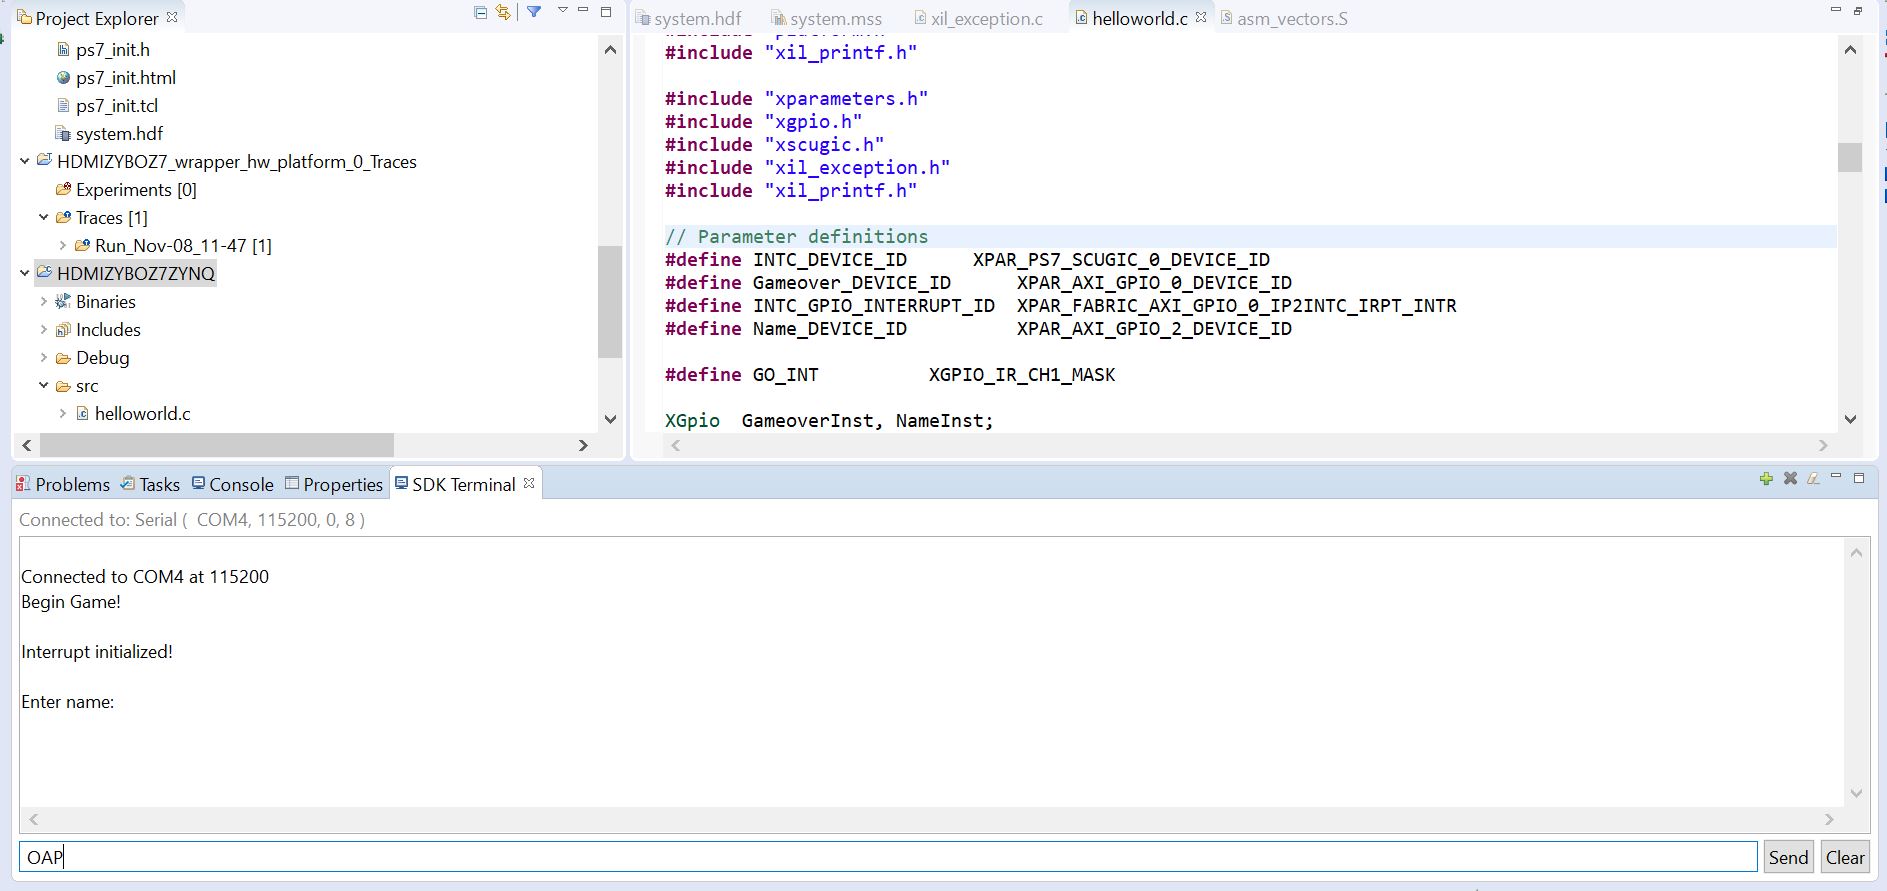 Project Explorer
ps7_init.h
ps7_init.html
ps7_init.tcl
system.hdf
HDMIZYBOZ7_wrapper_hw_platform_0_Traces
Experiments [0]
Traces [1]
Run_Nov-08_11-47 [1]
HDMIZYBOZ7ZYNQ
Binaries
Includes
Debug
src
helloworld.c
system.hdf system.mss xil_exception.c helloworld.c asm_vectors.S
#include "xil_printf.h"
#include "xparameters.h"
#include "xgpio.h"
#include "xscugic.h"
#include "xil_exception.h"
#include "xil_printf.h"
// Parameter definitions
#define INTC_DEVICE_ID XPAR_PS7_SCUGIC_0_DEVICE_ID
#define Gameover_DEVICE_ID XPAR_AXI_GPIO_0_DEVICE_ID
#define INTC_GPIO_INTERRUPT_ID XPAR_FABRIC_AXI_GPIO_0_IP2INTC_IRPT_INTR
#define Name_DEVICE_ID XPAR_AXI_GPIO_2_DEVICE_ID
#define GO_INT XGPIO_IR_CH1_MASK
XGpio GameoverInst, NameInst;
Problems Tasks Console Properties SDK Terminal
Connected to: Serial ( COM4, 115200, 0, 8 )
Connected to COM4 at 115200
Begin Game!
Interrupt initialized!
Enter name:
OAP
Send Clear